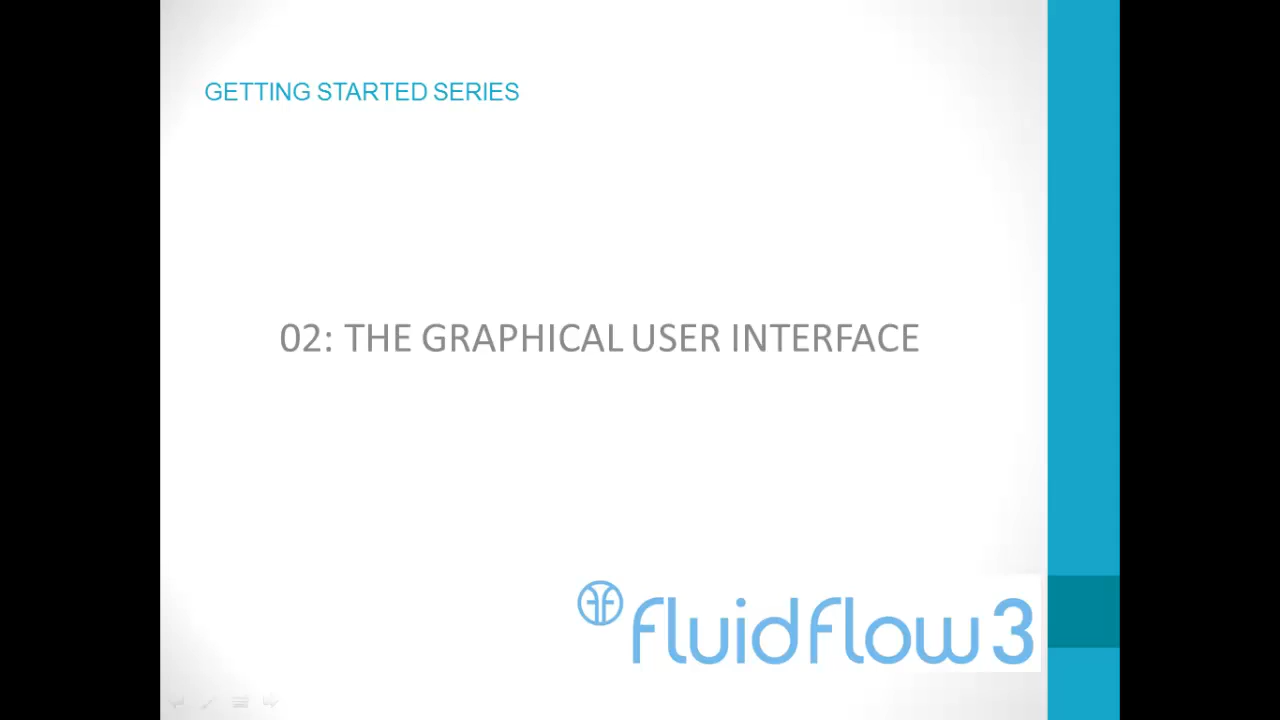 GETTING STARTED SERIES
02: THE GRAPHICAL USER INTERFACE
fluidflow3